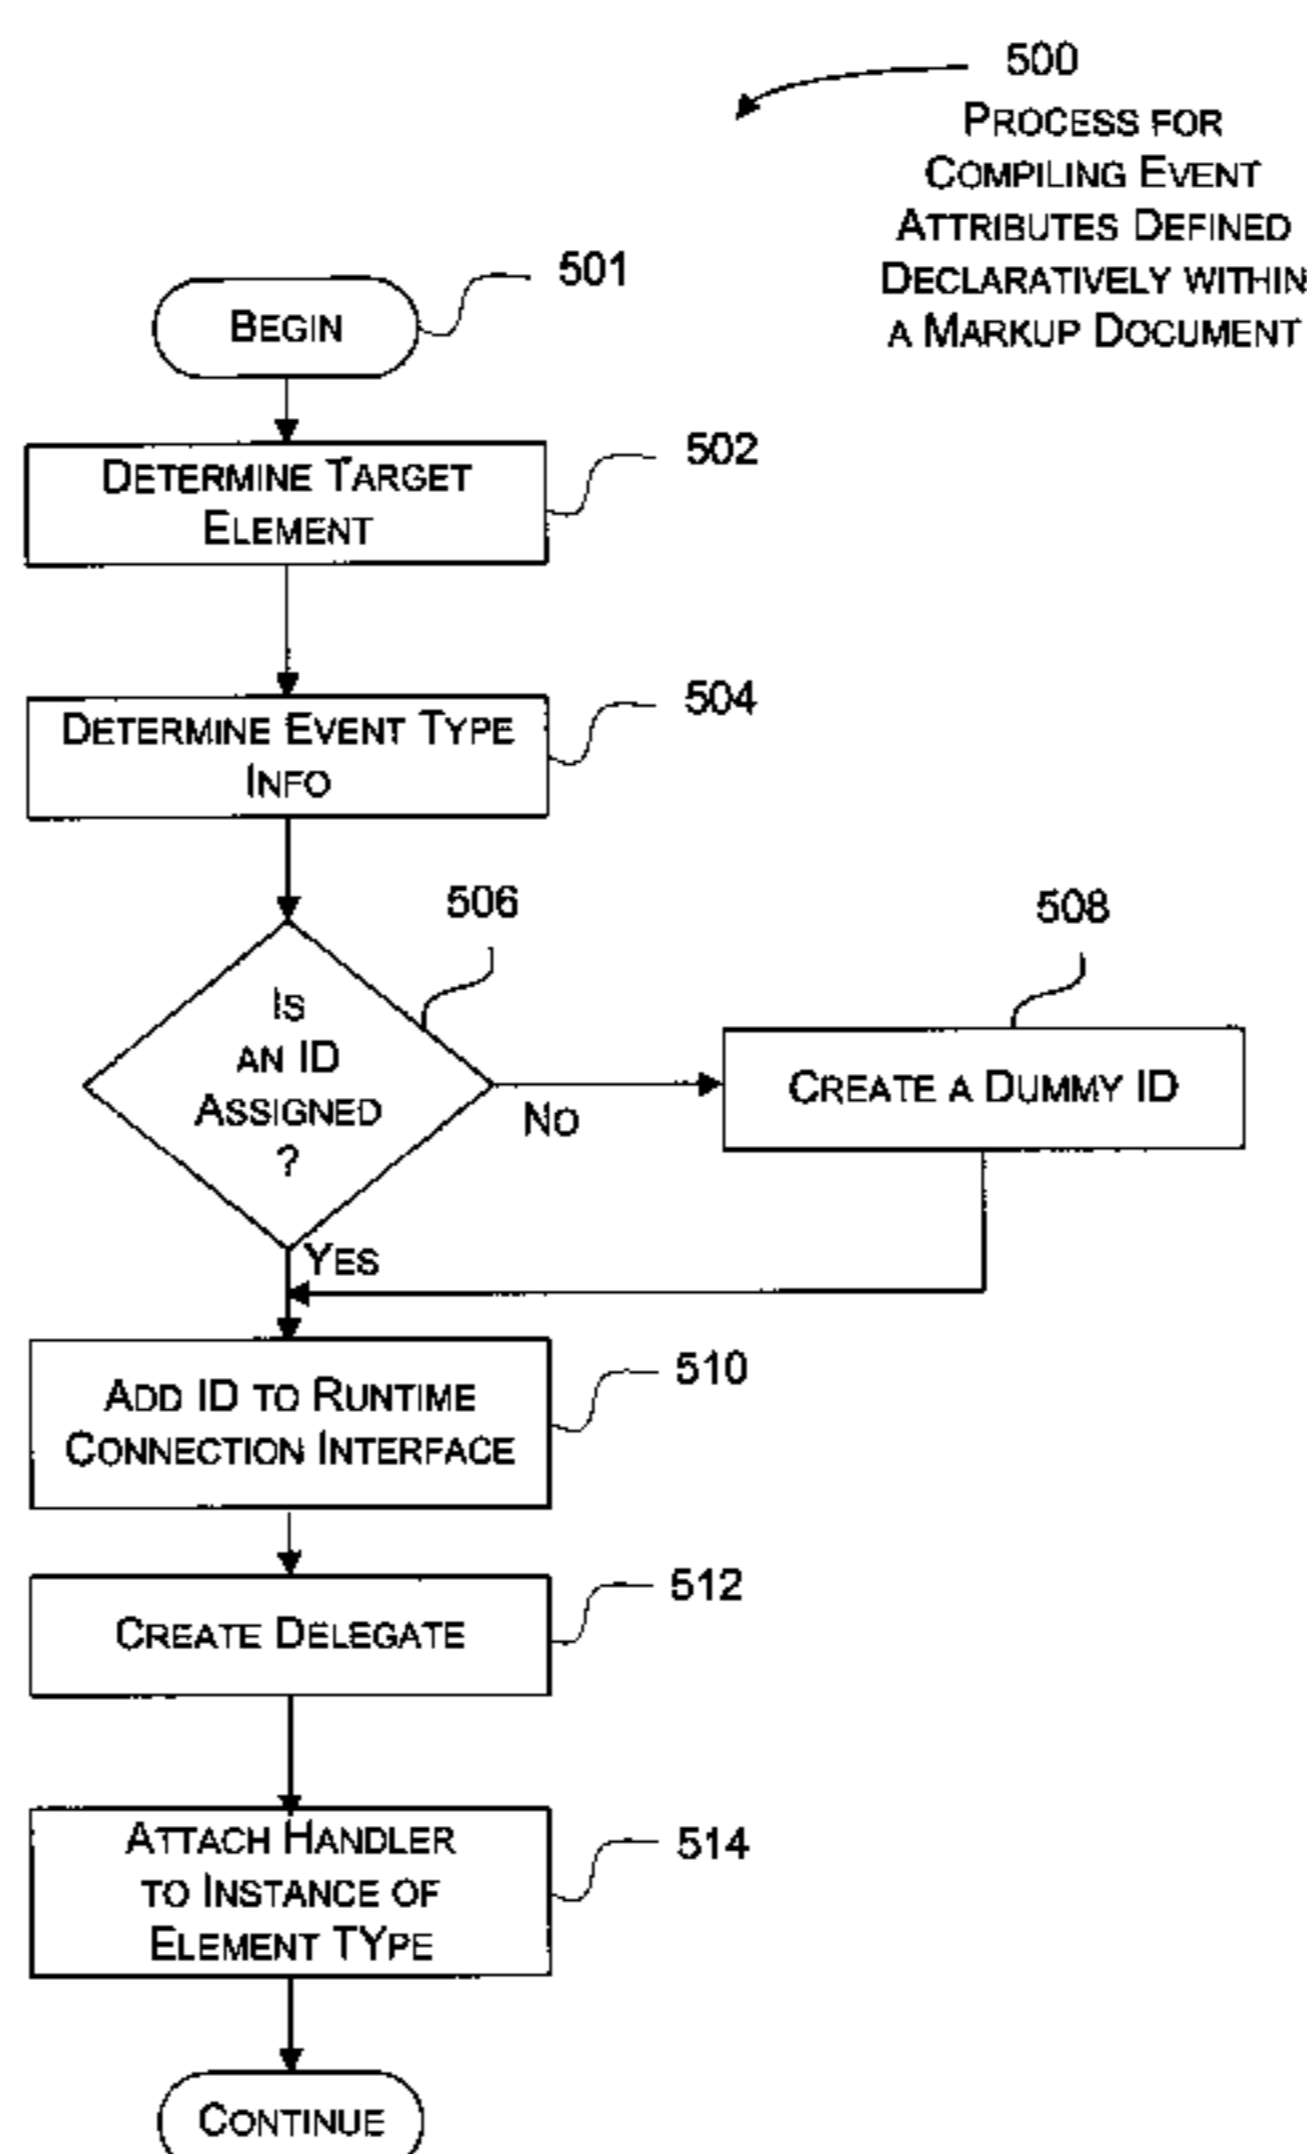 500
PROCESS FOR
COMPILING EVENT
ATTRIBUTES DEFINED
DECLARATIVELY WITHIN
A MARKUP DOCUMENT
BEGIN
501
DETERMINE TARGET
ELEMENT
502
DETERMINE EVENT TYPE
INFO
504
IS
AN ID
ASSIGNED
?
506
NO
508
CREATE A DUMMY ID
YES
ADD ID TO RUNTIME
CONNECTION INTERFACE
510
CREATE DELEGATE
512
ATTACH HANDLER
TO INSTANCE OF
ELEMENT TYPE
514
CONTINUE